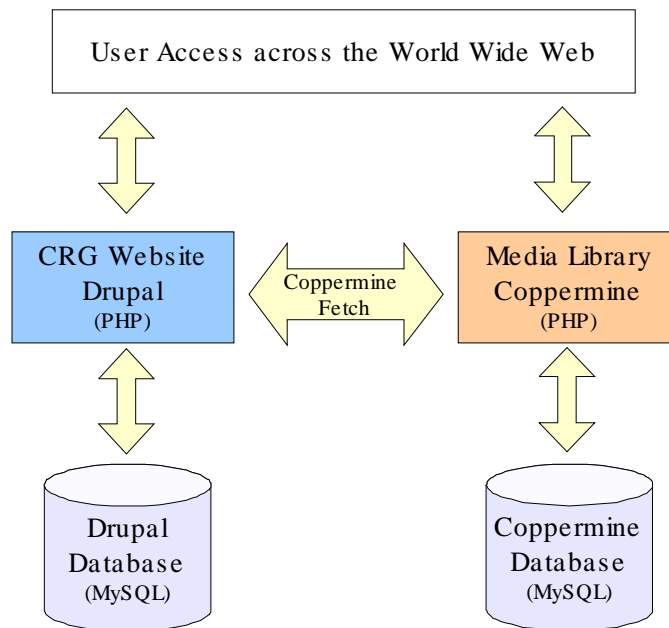 User Access across the World Wide Web
CRG Website
Drupal
(PHP)
Coppermine
Fetch
Media Library
Coppermine
(PHP)
Drupal
Database
(MySQL)
Coppermine
Database
(MySQL)